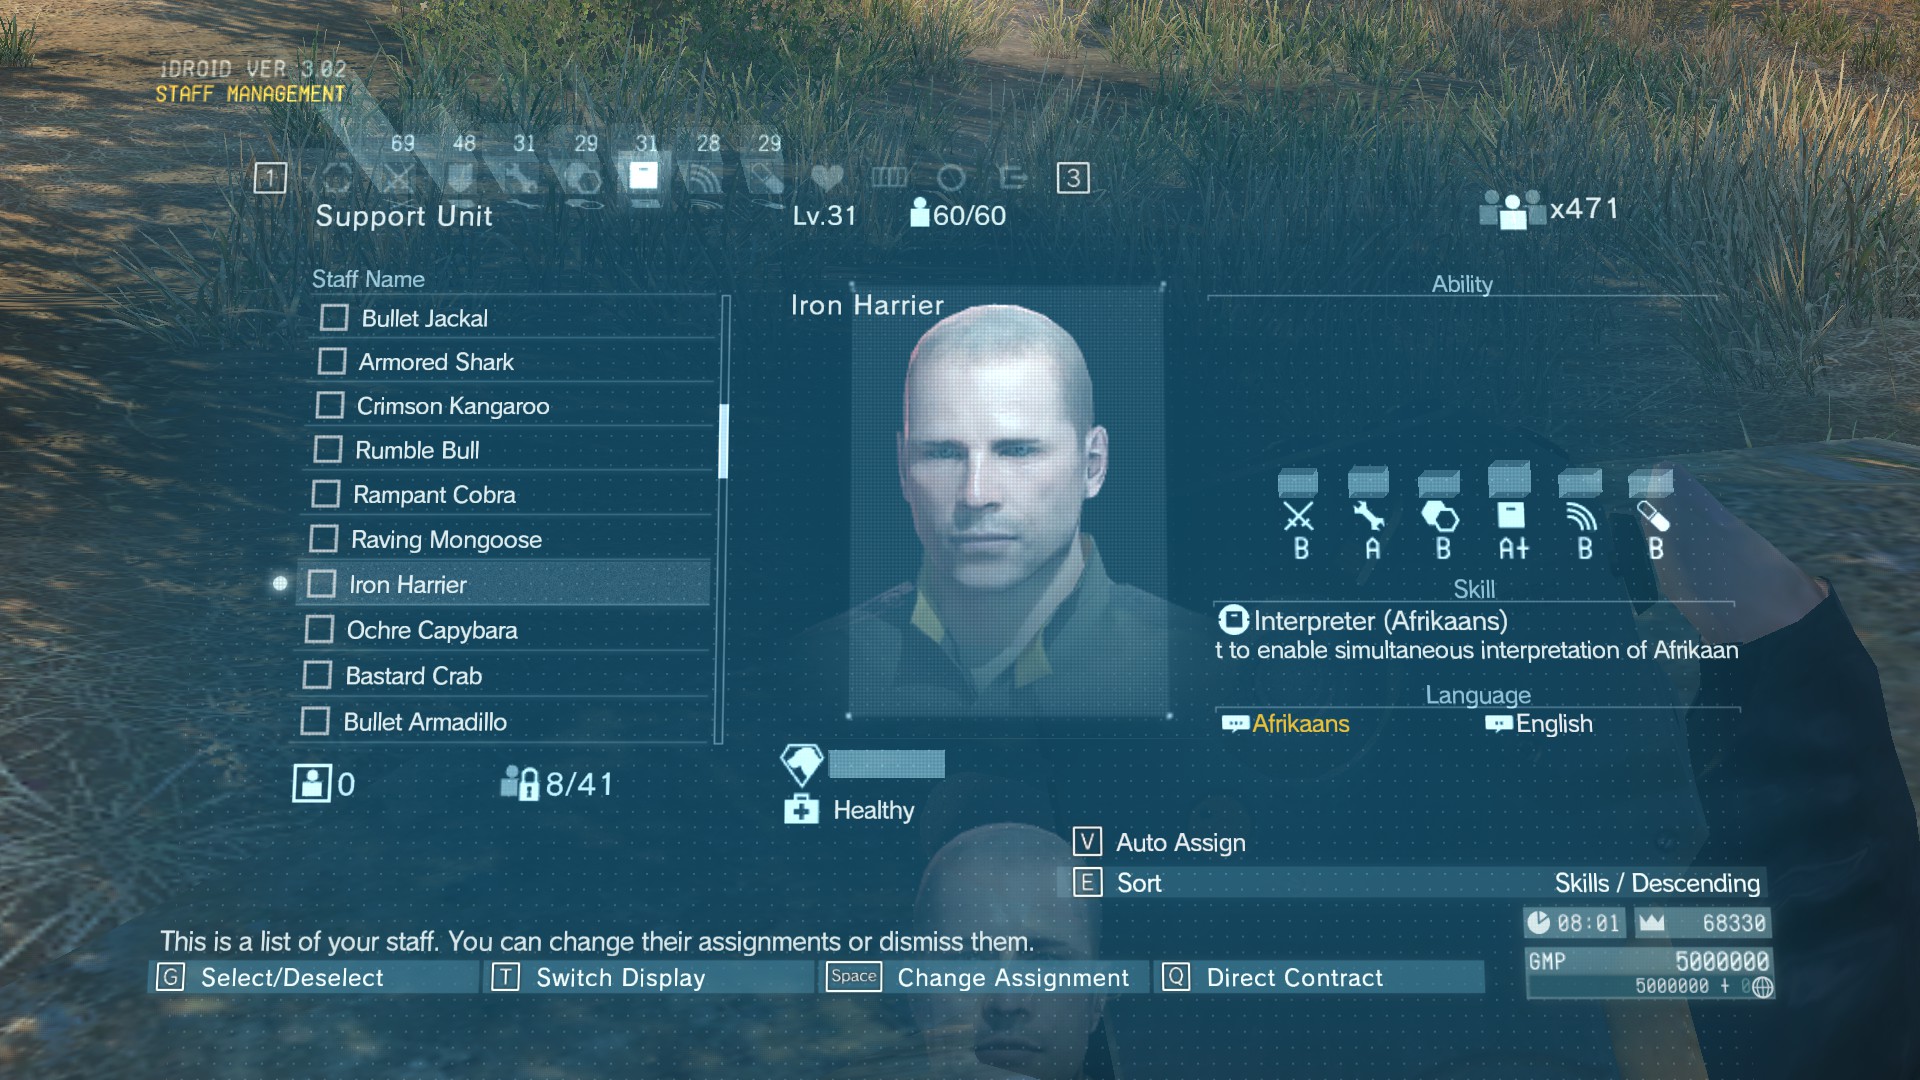 iDROID VER 3.02
STAFF MANAGEMENT
69 48 31 29 31 28 29
1 3
Support Unit Lv.31 60/60 x471
Staff Name
Bullet Jackal
Armored Shark
Crimson Kangaroo
Rumble Bull
Rampant Cobra
Raving Mongoose
Iron Harrier
Ochre Capybara
Bastard Crab
Bullet Armadillo
0 8/41
Iron Harrier
Healthy
Ability
B A B A+ B B
Skill
Interpreter (Afrikaans)
t to enable simultaneous interpretation of Afrikaan
Language
Afrikaans English
V Auto Assign
E Sort Skills / Descending
08:01 68330
GMP 5000000
5000000 + 0
This is a list of your staff. You can change their assignments or dismiss them.
G Select/Deselect T Switch Display Space Change Assignment Q Direct Contract